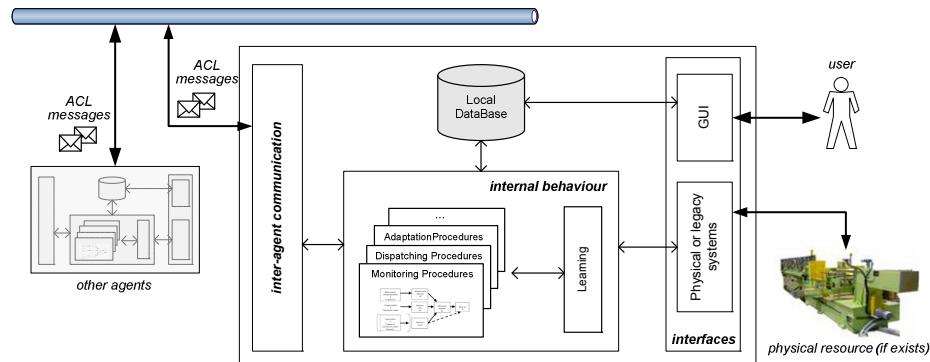 ACL
messages
ACL
messages
other agents
inter-agent communication
Local
DataBase
internal behaviour
...
AdaptationProcedures
Dispatching Procedures
Monitoring Procedures
Learning
GUI
Physical or legacy
systems
interfaces
user
physical resource (if exists)